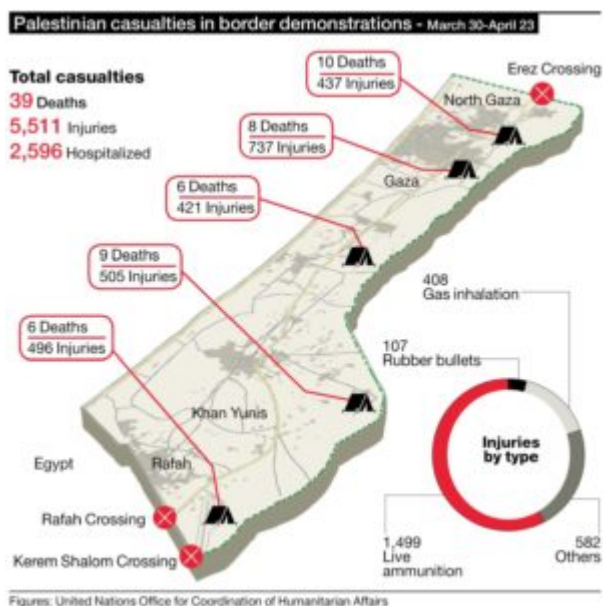 Palestinian casualties in border demonstrations - March 30-April 23
Total casualties
39 Deaths
5,511 Injuries
2,596 Hospitalized
10 Deaths
437 Injuries
Erez Crossing
North Gaza
8 Deaths
737 Injuries
Gaza
6 Deaths
421 Injuries
9 Deaths
505 Injuries
6 Deaths
496 Injuries
Khan Yunis
Egypt
Rafah
Rafah Crossing
Kerem Shalom Crossing
408
Gas inhalation
107
Rubber bullets
Injuries
by type
1,499
Live
ammunition
582
Others
Figures: United Nations Office for Coordination of Humanitarian Affairs